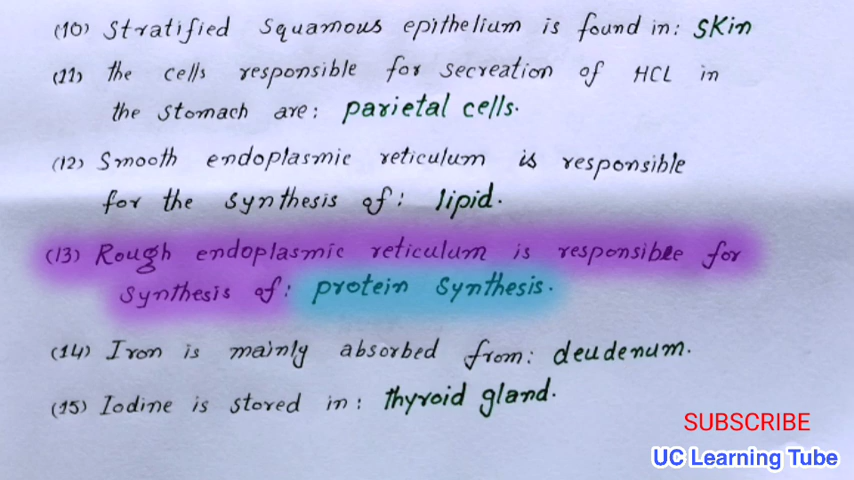 (10) Stratified Squamous epithelium is found in: Skin
(11) the cells responsible for secreation of HCL in
the stomach are: parietal cells.
(12) Smooth endoplasmic reticulum is responsible
for the synthesis of: lipid.
(13) Rough endoplasmic reticulum is responsible for
Synthesis of: protein Synthesis.
(14) Iron is mainly absorbed from: deudenum.
(15) Iodine is stored in: thyroid gland.
SUBSCRIBE
UC Learning Tube